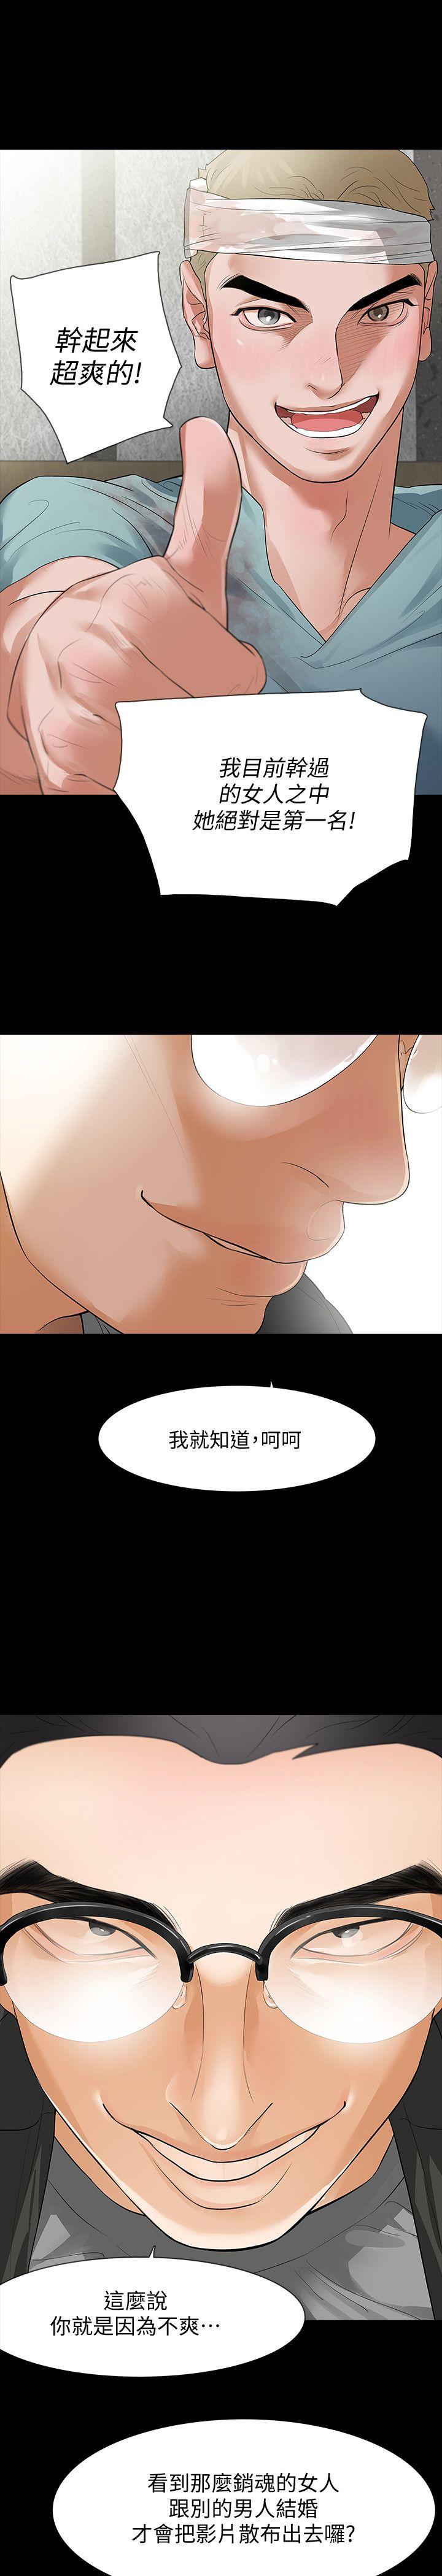 幹起來
超爽的!
我目前幹過
的女人之中
她絕對是第一名!
我就知道,呵呵
這麼說
你就是因為不爽…
看到那麼銷魂的女人
跟別的男人結婚
才會把影片散布出去囉?